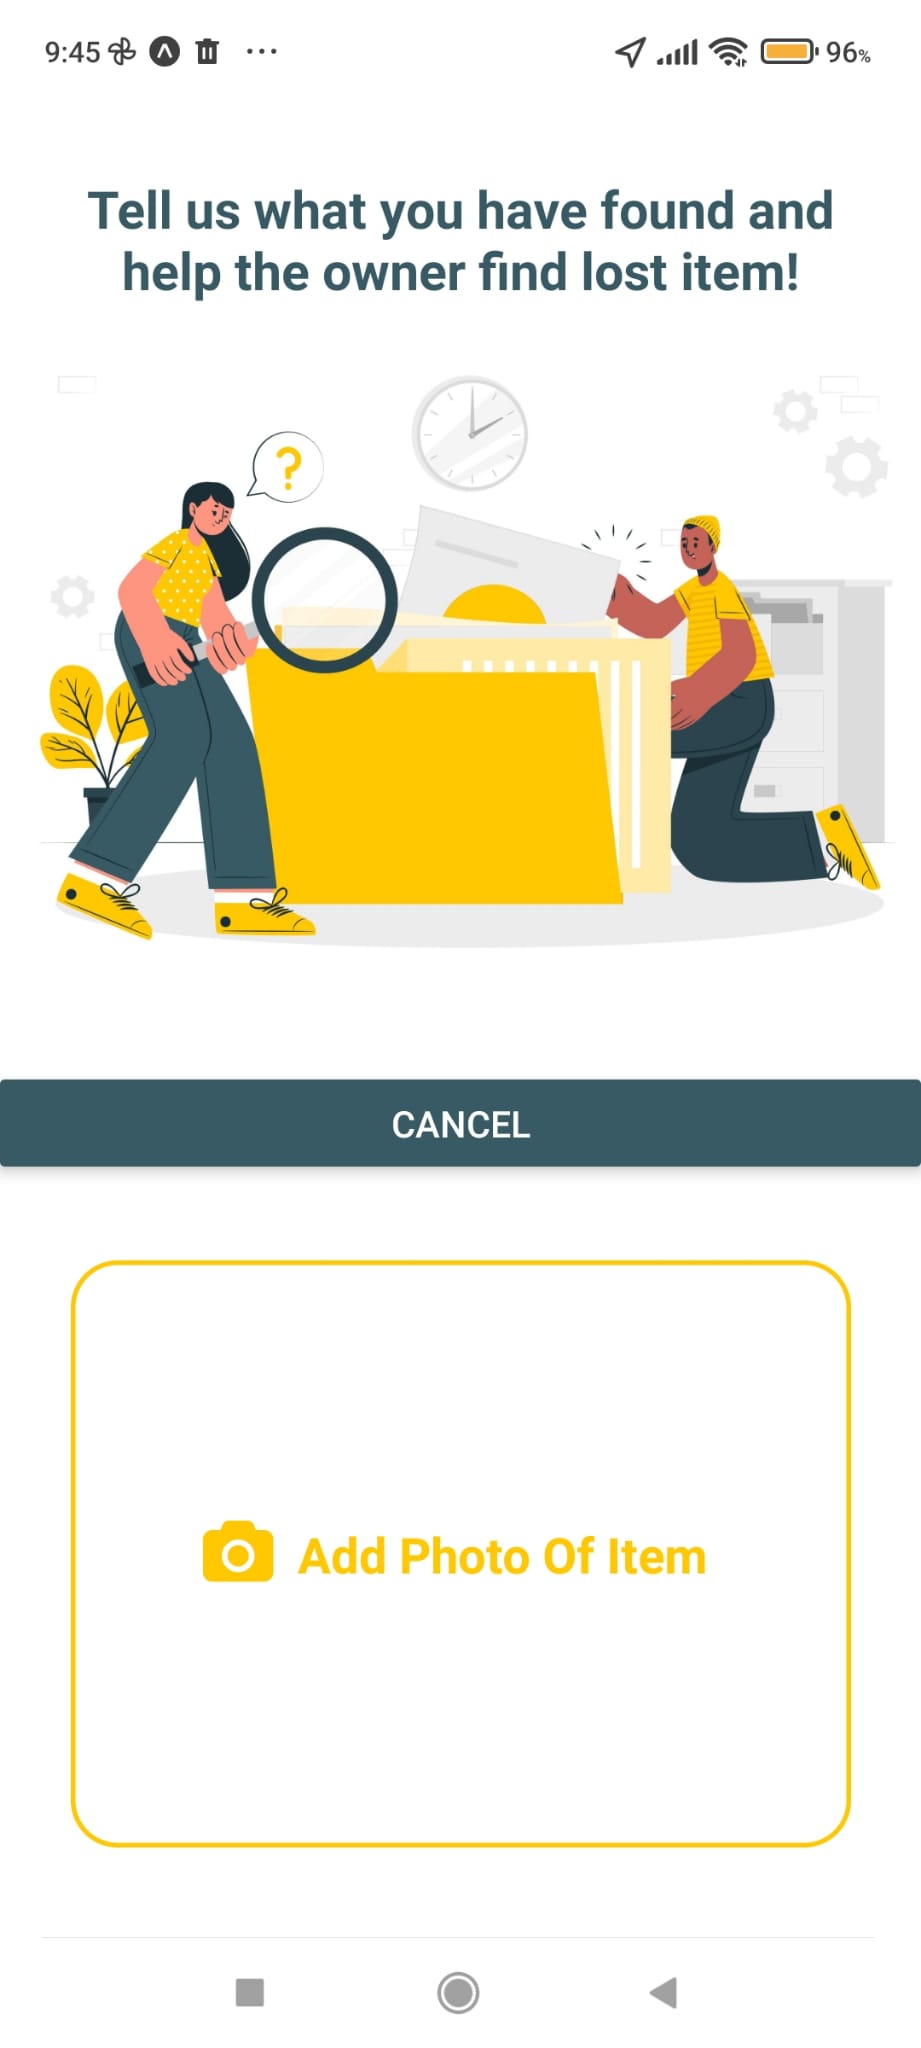 9:45 ... 96%
Tell us what you have found and
help the owner find lost item!
?
CANCEL
Add Photo Of Item